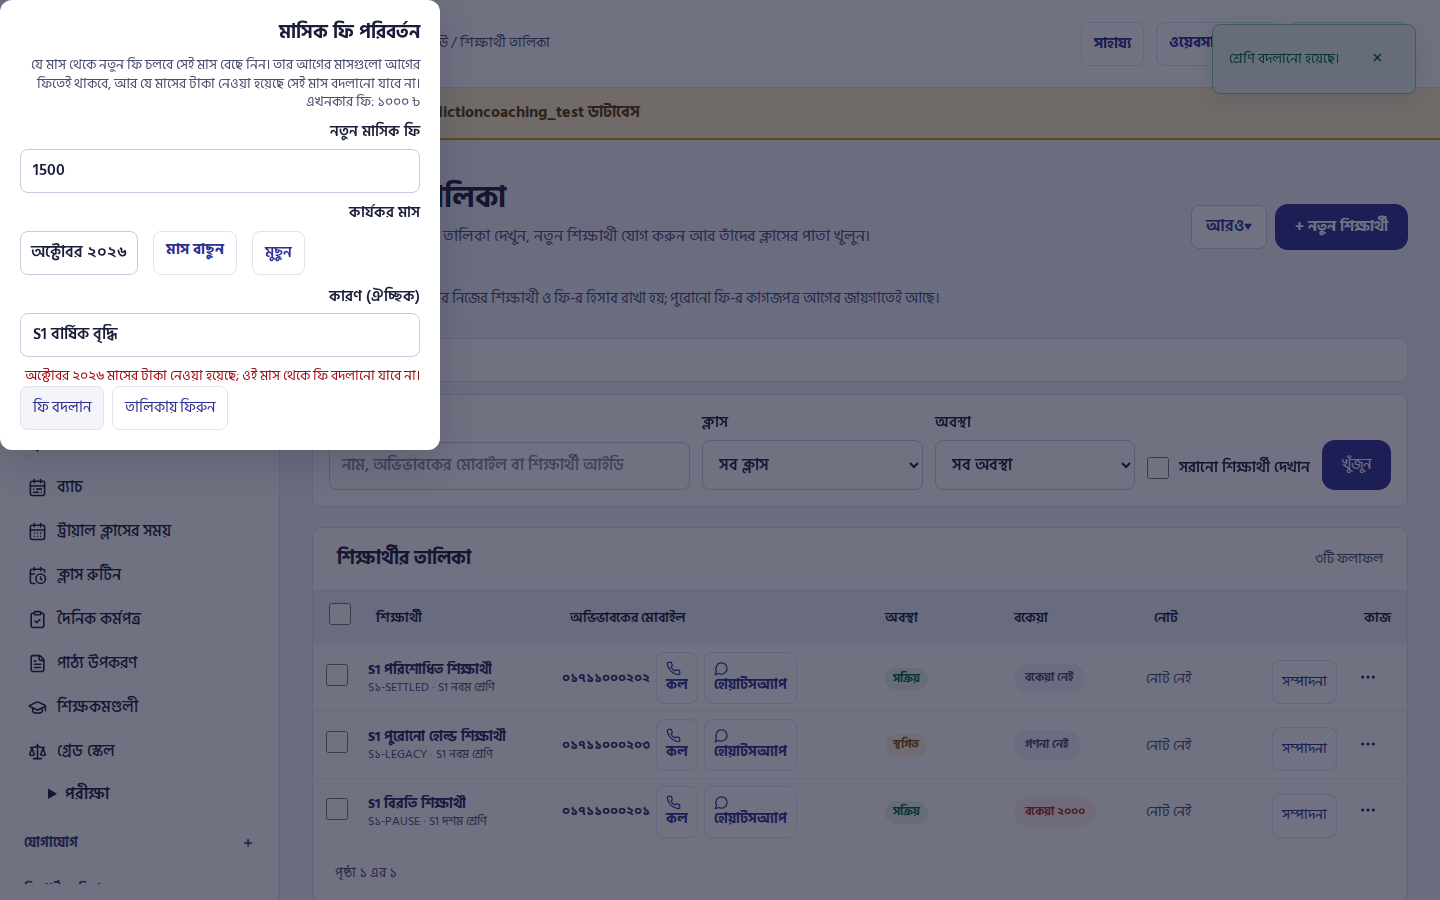 মাসিক ফি পরিবর্তন
যে মাস থেকে নতুন ফি চলবে সেই মাস বেছে নিন। তার আগের মাসগুলো আগের
ফিতেই থাকবে, আর যে মাসের টাকা নেওয়া হয়েছে সেই মাস বদলানো যাবে না।
এখনকার ফি: ১০০০ ৳
নতুন মাসিক ফি
1500
কার্যকর মাস
অক্টোবর ২০২৬ মাস বাছুন মুছুন
কারণ (ঐচ্ছিক)
S1 বার্ষিক বৃদ্ধি
অক্টোবর ২০২৬ মাসের টাকা নেওয়া হয়েছে; ওই মাস থেকে ফি বদলানো যাবে না।
ফি বদলান তালিকায় ফিরুন
/ শিক্ষার্থী তালিকা
সাহায্য
শ্রেণি বদলানো হয়েছে। ×
dictioncoaching_test ডাটাবেস
তালিকা দেখুন, নতুন শিক্ষার্থী যোগ করুন আর তাঁদের ক্লাসের পাতা খুলুন।
আরও▾ + নতুন শিক্ষার্থী
নিজের শিক্ষার্থী ও ফি-র হিসাব রাখা হয়; পুরোনো ফি-র কাগজপত্র আগের জায়গাতেই আছে।
ক্লাস অবস্থা
নাম, অভিভাবকের মোবাইল বা শিক্ষার্থী আইডি সব ক্লাস সব অবস্থা সরানো শিক্ষার্থী দেখান খুঁজুন
ব্যাচ
ট্রায়াল ক্লাসের সময়
ক্লাস রুটিন
দৈনিক কর্মপত্র
পাঠ্য উপকরণ
শিক্ষকমণ্ডলী
গ্রেড স্কেল
▶ পরীক্ষা
যোগাযোগ +
শিক্ষার্থীর তালিকা ৩টি ফলাফল
শিক্ষার্থী অভিভাবকের মোবাইল অবস্থা বকেয়া নোট কাজ
S1 পরিশোধিত শিক্ষার্থী
S১-SETTLED · S1 নবম শ্রেণি
০১৭১১০০০২০২ কল হোয়াটসঅ্যাপ সক্রিয় বকেয়া নেই নোট নেই সম্পাদনা ···
S1 পুরোনো হোল্ড শিক্ষার্থী
S১-LEGACY · S1 নবম শ্রেণি
০১৭১১০০০২০৩ কল হোয়াটসঅ্যাপ স্থগিত গণনা নেই নোট নেই সম্পাদনা ···
S1 বিরতি শিক্ষার্থী
S১-PAUSE · S1 দশম শ্রেণি
০১৭১১০০০২০১ কল হোয়াটসঅ্যাপ সক্রিয় বকেয়া ২০০০ নোট নেই সম্পাদনা ···
পৃষ্ঠা ১ এর ১